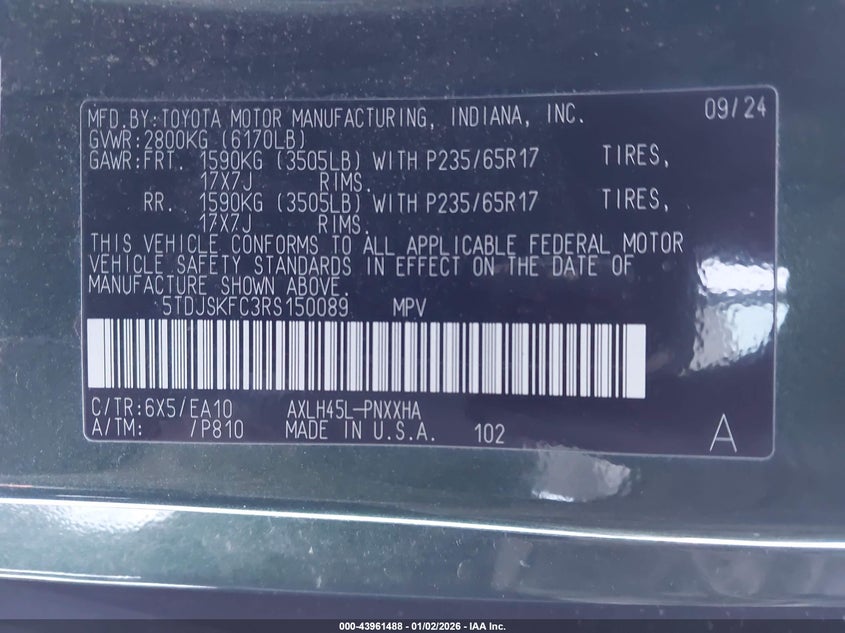 MFD.BY:TOYOTA MOTOR MANUFACTURING, INDIANA, INC. 09/24
GVWR:2800KG (6170LB)
GAWR:FRT. 1590KG (3505LB) WITH P235/65R17 TIRES,
17X7J RIMS.
RR. 1590KG (3505LB) WITH P235/65R17 TIRES,
17X7J RIMS.
THIS VEHICLE CONFORMS TO ALL APPLICABLE FEDERAL MOTOR
VEHICLE SAFETY STANDARDS IN EFFECT ON THE DATE OF
MANUFACTURE SHOWN ABOVE.
5TDJSKFC3RS150089 MPV
C/TR:6X5/EA10 AXLH45L-PNXXHA
A/TM: /P810 MADE IN U.S.A. 102 A
000-43961488 - 01/02/2026 - IAA Inc.